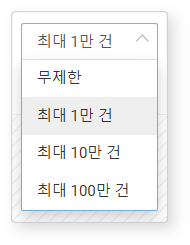 최대 1만 건
무제한
최대 1만 건
최대 10만 건
최대 100만 건